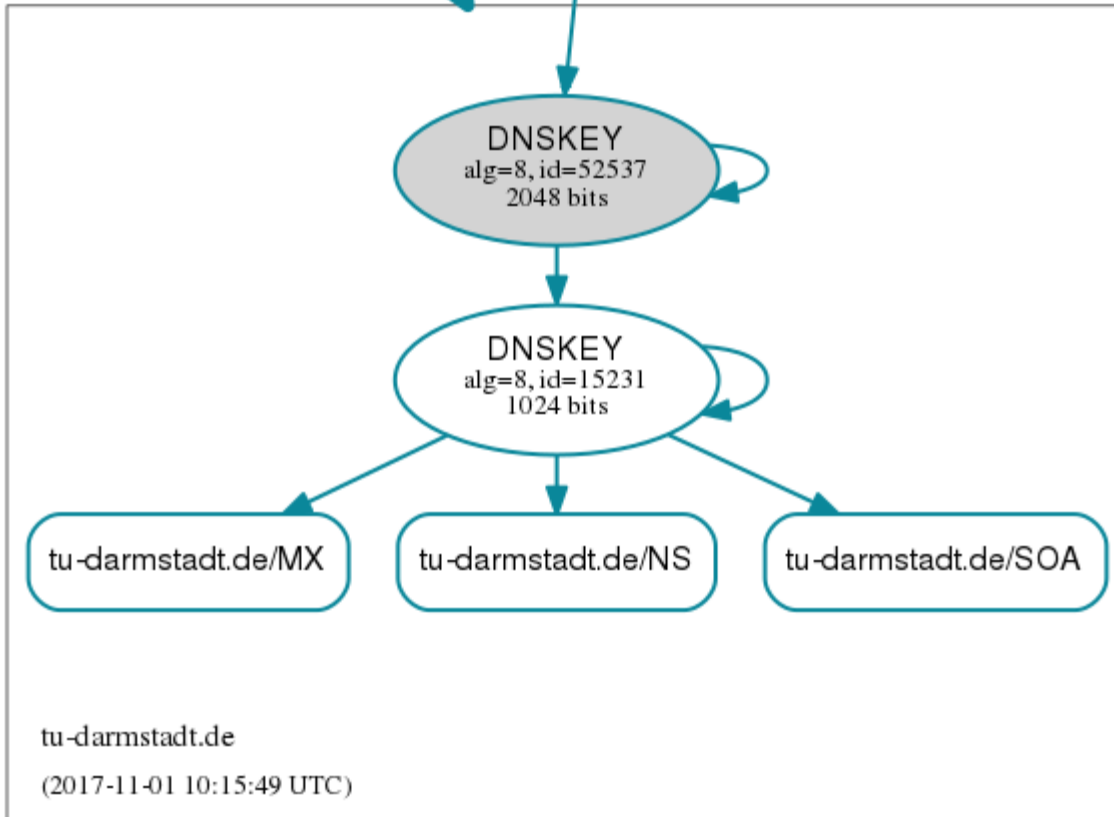 DNSKEY
alg=8, id=52537
2048 bits
DNSKEY
alg=8, id=15231
1024 bits
tu-darmstadt.de/MX
tu-darmstadt.de/NS
tu-darmstadt.de/SOA
tu-darmstadt.de
(2017-11-01 10:15:49 UTC)